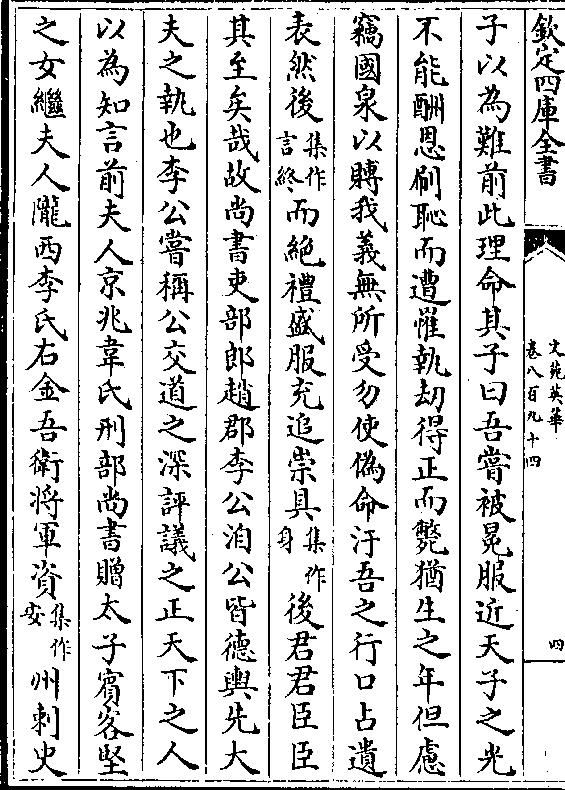 欽定四庫全書
文苑英華
卷八百九十四
四
子以為難前此理命其子曰吾嘗被冕服近天子之光
不能酬恩刷恥而遭㒹執刧得正而斃猶生之年但慮
竊國泉以賻我義無所受勿使偽命汙吾之行口占遺
表然後集作言終而絕禮盛服充追崇具集作身後君君臣臣
其至矣哉故尚書吏部郎趙郡李公洎公皆德輿先大
夫之執也李公嘗稱公交道之深評議之正天下之人
以為知言前夫人京兆韋氏刑部尚書贈太子賓客堅
之女繼夫人隴西李氏右金吾衛將軍資集作安州刺史